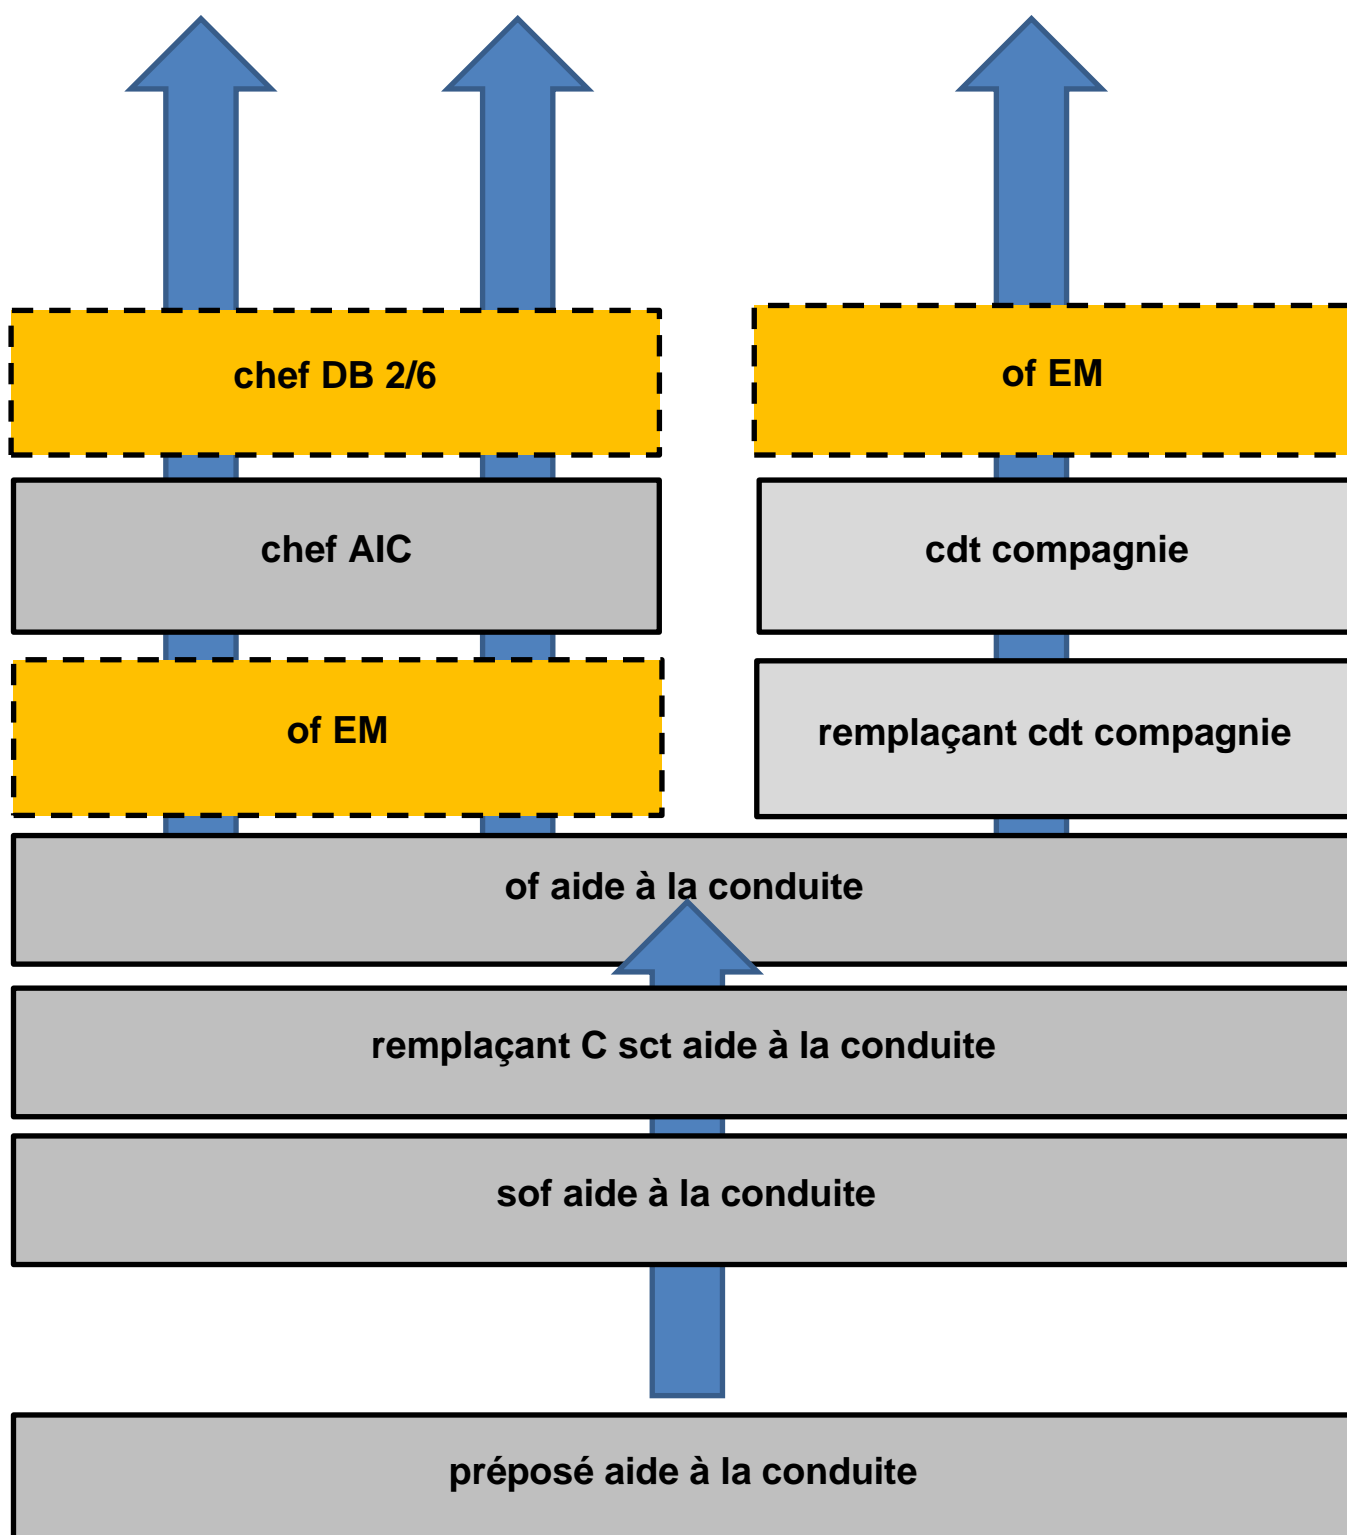 chef DB 2/6
of EM
chef AIC
cdt compagnie
of EM
remplaçant cdt compagnie
of aide à la conduite
remplaçant C sct aide à la conduite
sof aide à la conduite
préposé aide à la conduite